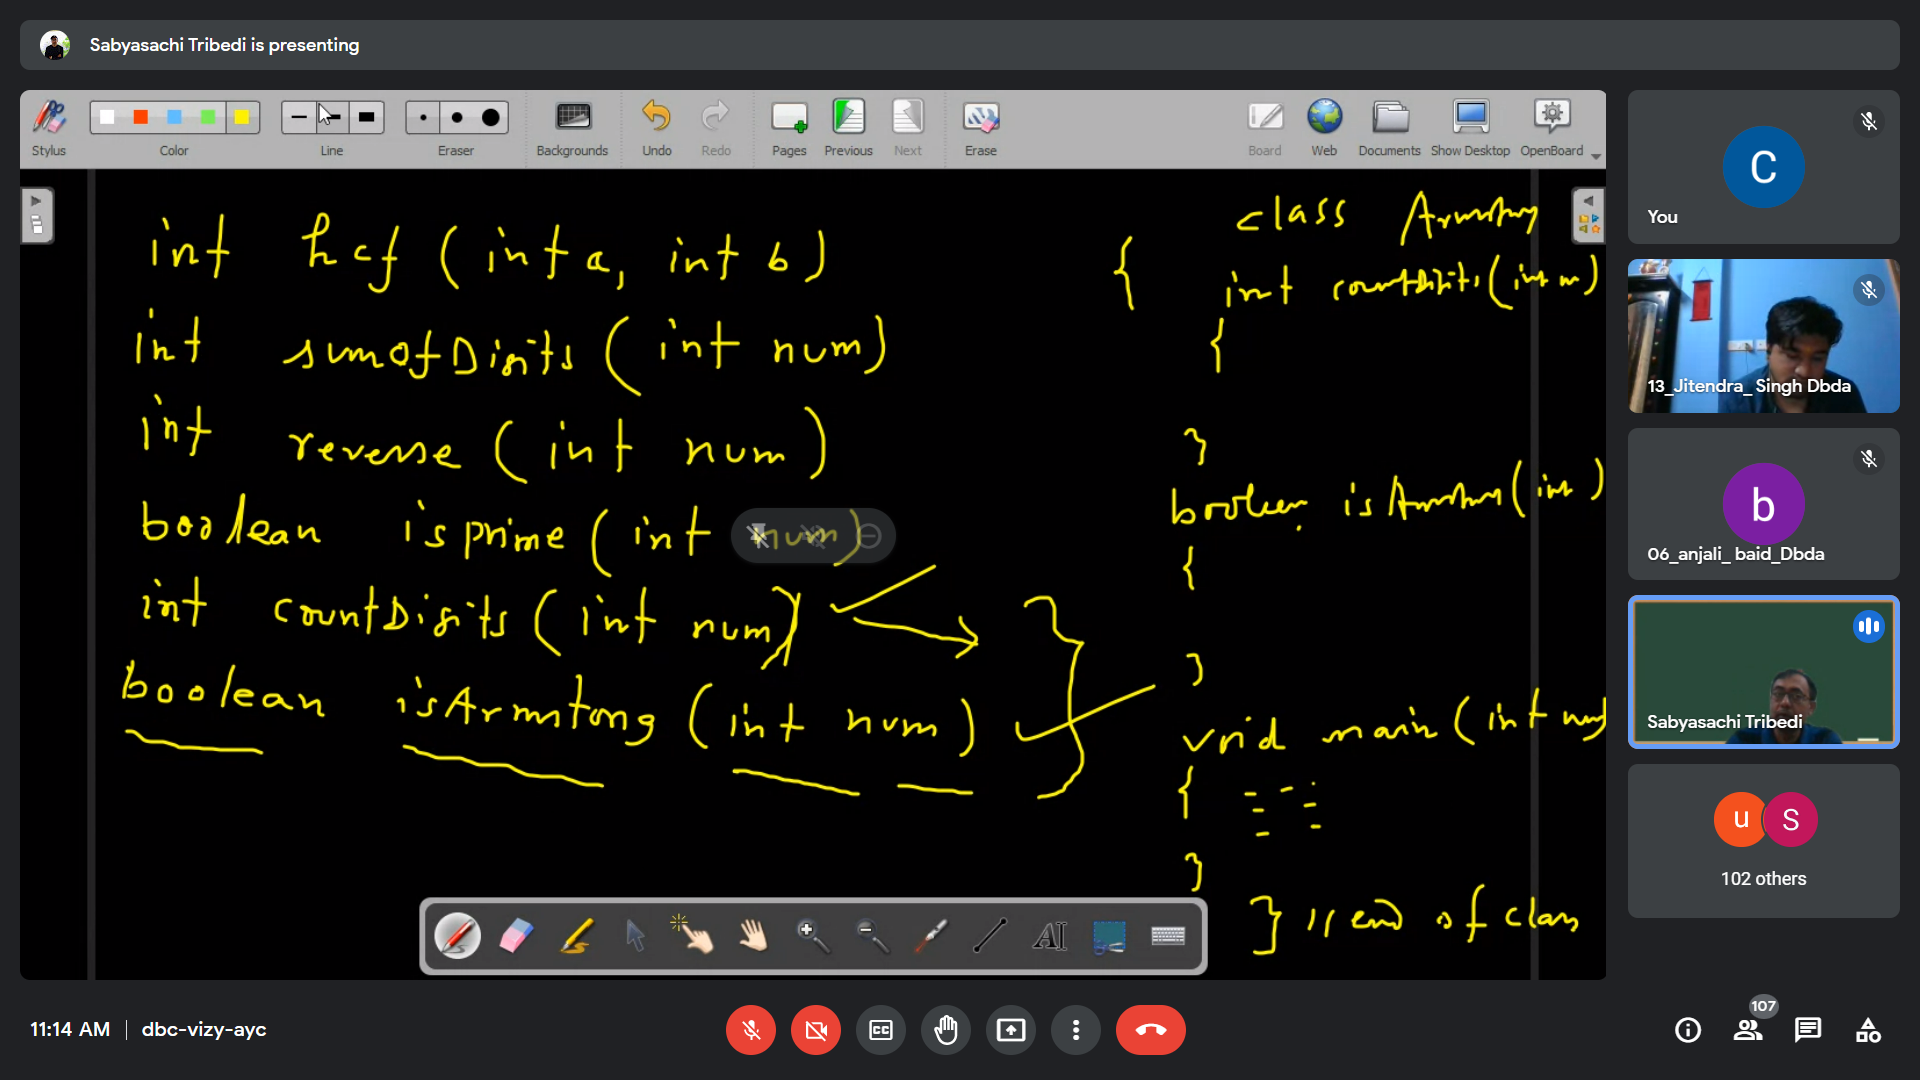 Sabyasachi Tribedi is presenting
Stylus
Color
Line
Eraser
Backgrounds
Undo
Redo
Pages
Previous
Next
Erase
Board
Web
Documents
Show Desktop
OpenBoard
int hcf (int a, int b)
int sumofDigits (int num)
int reverse (int num)
boolean isprime (int num)
int countDigits (int num)
boolean isArmstong (int num)
class Armstrong
{
int countDigits (int n)
{
}
boolean isArmstrong (int )
{
}
void main (int num
{
}
} // end of class
C
You
13_Jitendra_ Singh Dbda
b
06_anjali_ baid_Dbda
Sabyasachi Tribedi
u S
102 others
11:14 AM | dbc-vizy-ayc
CC
107